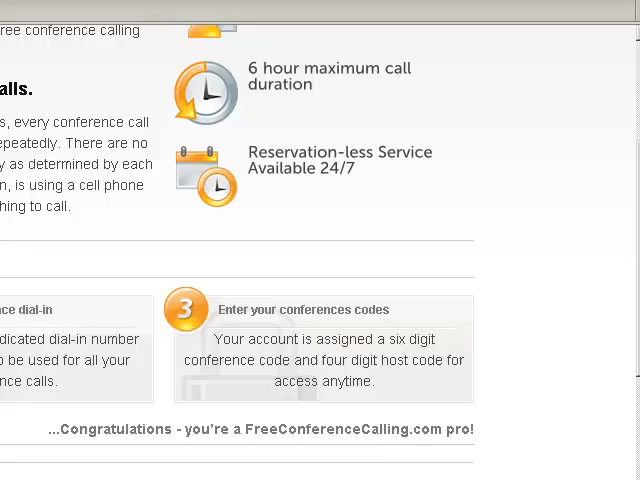 ree conference calling
6 hour maximum call
duration
alls.
s, every conference call
epeatedly. There are no
y as determined by each
n, is using a cell phone
hing to call.
Reservation-less Service
Available 24/7
ce dial-in
dicated dial-in number
o be used for all your
nce calls.
3
Enter your conferences codes
Your account is assigned a six digit
conference code and four digit host code for
access anytime.
...Congratulations - you're a FreeConferenceCalling.com pro!